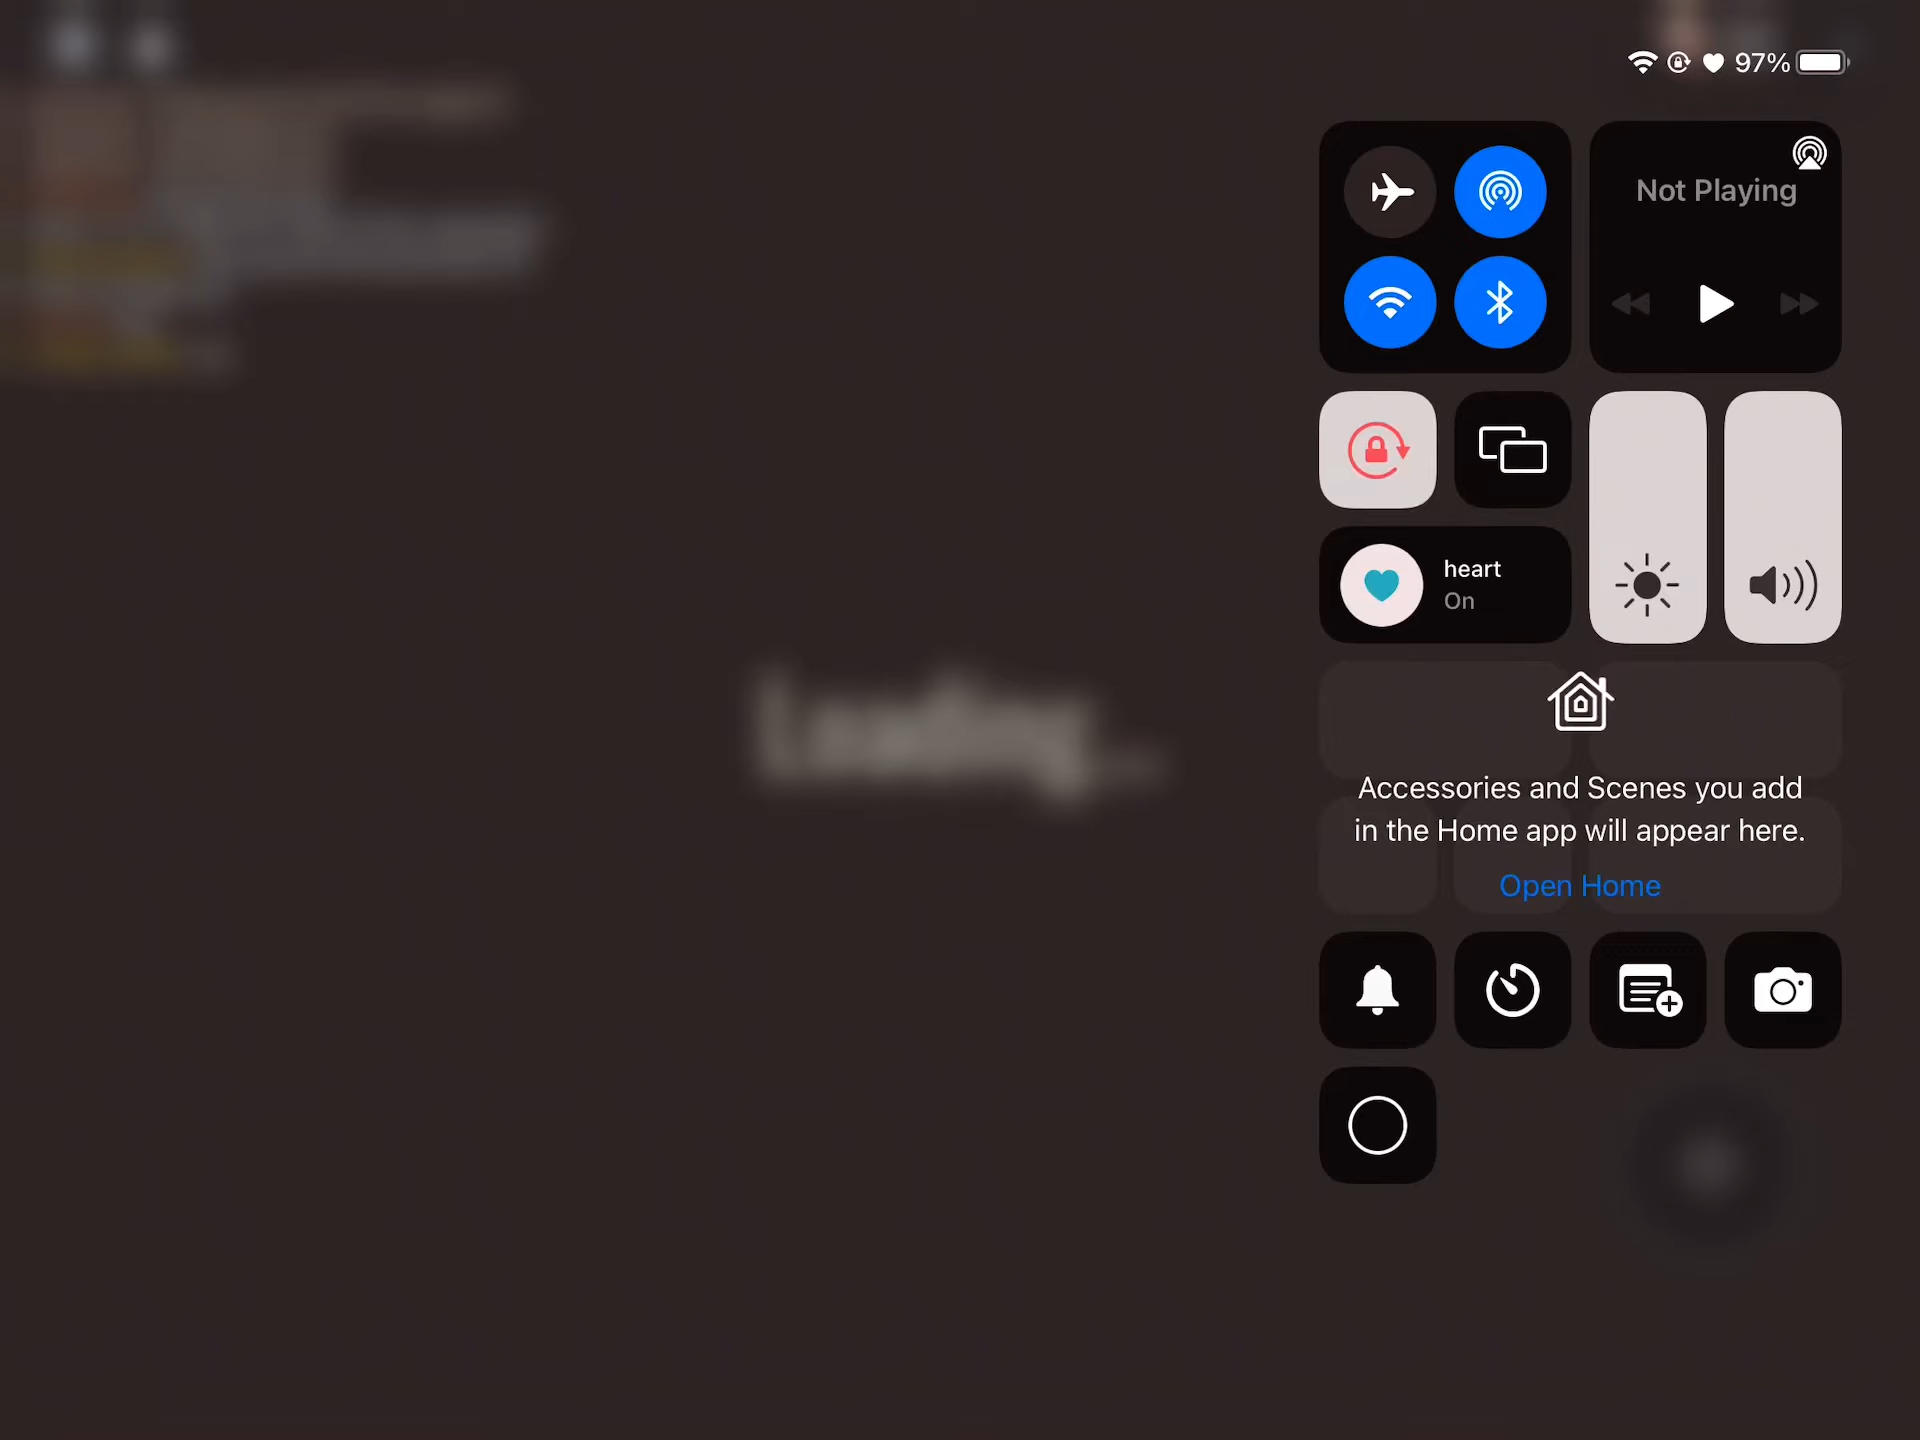 97%
Not Playing
heart
On
Accessories and Scenes you add
in the Home app will appear here.
Open Home
Loading...